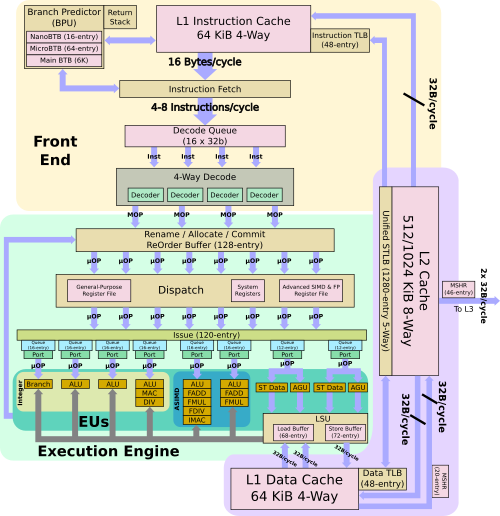 Branch Predictor
(BPU)
Return
Stack
NanoBTB (16-entry)
MicroBTB (64-entry)
Main BTB (6K)
L1 Instruction Cache
64 KiB 4-Way
Instruction TLB
(48-entry)
16 Bytes/cycle
Instruction Fetch
4-8 Instructions/cycle
32B/cycle
Front
End
Decode Queue
(16 x 32b)
Inst Inst Inst Inst
4-Way Decode
Decoder Decoder Decoder Decoder
MOP MOP MOP MOP
Rename / Allocate / Commit
ReOrder Buffer (128-entry)
µOP µOP µOP µOP µOP µOP µOP µOP
General-Purpose
Register File
Dispatch
System
Registers
Advanced SIMD & FP
Register File
µOP µOP µOP µOP µOP µOP µOP µOP
Issue (120-entry)
Queue
(16-entry)
Queue
(16-entry)
Queue
(16-entry)
Queue
(16-entry)
Queue
(16-entry)
Queue
(16-entry)
Queue
(12-entry)
Queue
(12-entry)
Port Port Port Port Port Port Port Port
µOP µOP µOP µOP µOP µOP µOP µOP
Integer
Branch
ALU
ALU
ALU
MAC
DIV
ASIMD
ALU
FADD
FMUL
FDIV
IMAC
ALU
FADD
FMUL
ST Data AGU ST Data AGU
EUs
Execution Engine
LSU
Load Buffer
(68-entry)
Store Buffer
(72-entry)
32B/cycle 32B/cycle 32B/cycle
L1 Data Cache
64 KiB 4-Way
Data TLB
(48-entry)
MSHR
(20-entry)
32B/cycle
32B/cycle
Unified STLB (1280-entry 5-Way)
L2 Cache
512/1024 KiB 8-Way
MSHR
(46-entry)
To L3
2x 32B/cycle